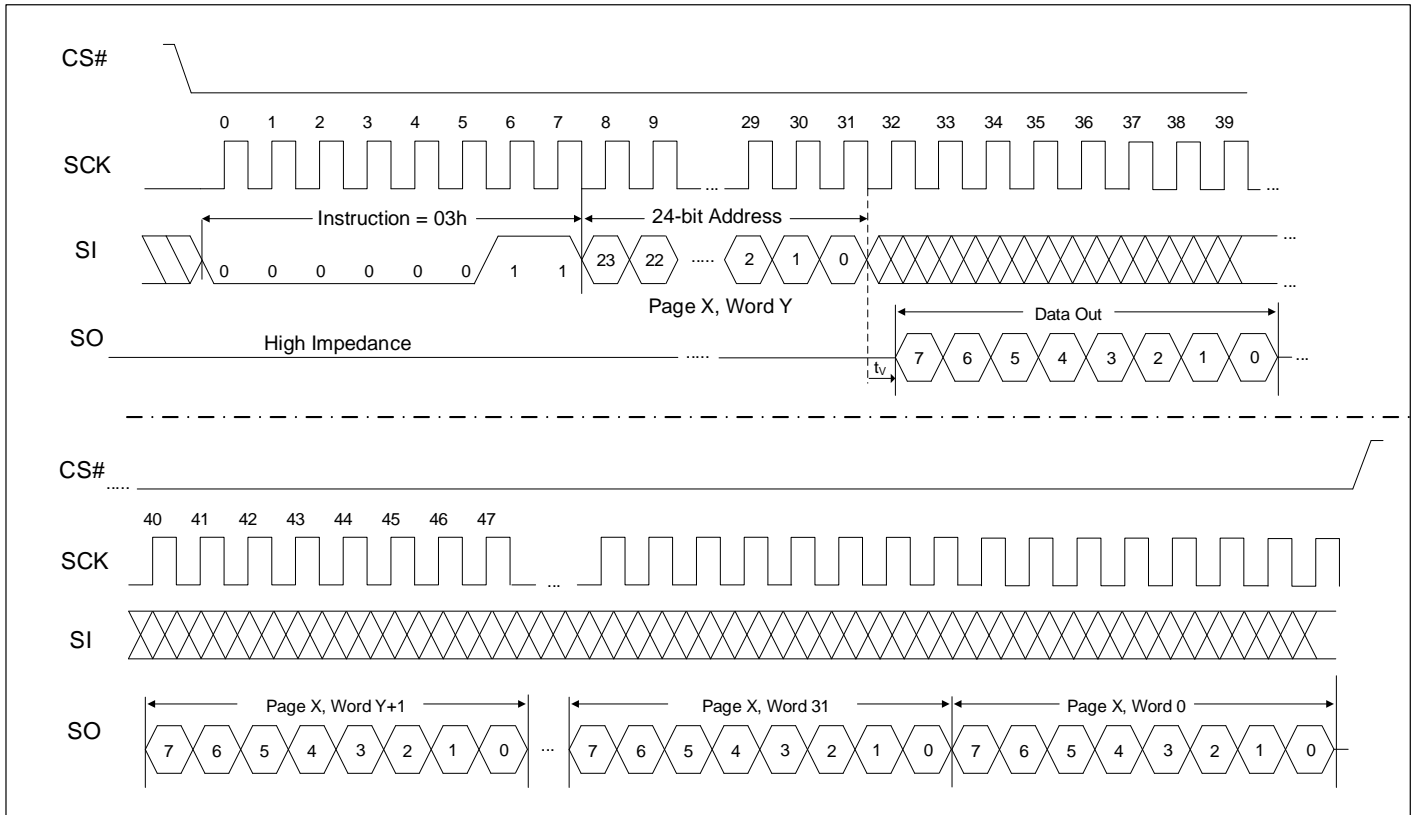 CS#
0 1 2 3 4 5 6 7 8 9 29 30 31 32 33 34 35 36 37 38 39
SCK
... ...
Instruction = 03h 24-bit Address
SI
0 0 0 0 0 0 1 1 23 22 ..... 2 1 0 ...
...
Page X, Word Y
Data Out
SO
High Impedance ..... 7 6 5 4 3 2 1 0 ...
tV
CS#
.....
40 41 42 43 44 45 46 47
SCK
...
SI
Page X, Word Y+1 Page X, Word 31 Page X, Word 0
SO
7 6 5 4 3 2 1 0 ... 7 6 5 4 3 2 1 0 7 6 5 4 3 2 1 0